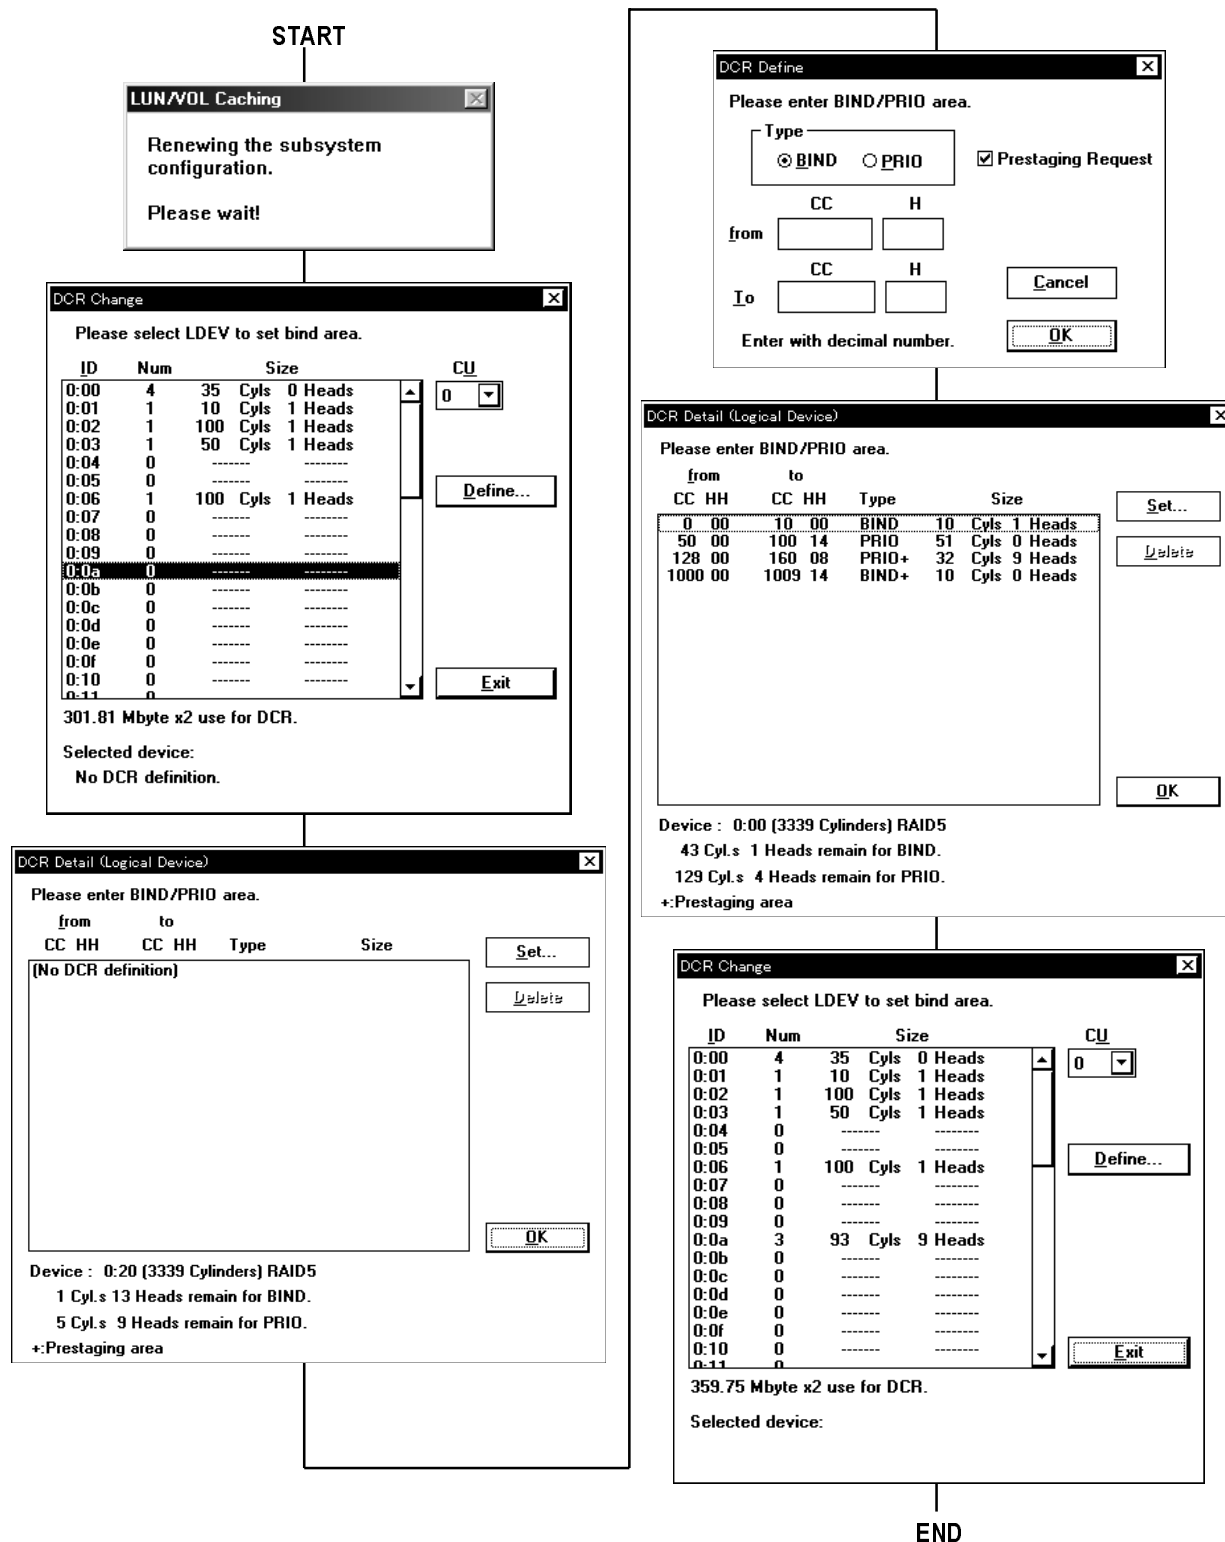 START
LUN/VOL Caching
Renewing the subsystem
configuration.
Please wait!
DCR Change
Please select LDEV to set bind area.
ID Num Size CU
0:00 4 35 Cyls 0 Heads 0
0:01 1 10 Cyls 1 Heads
0:02 1 100 Cyls 1 Heads
0:03 1 50 Cyls 1 Heads
0:04 0 ------- --------
0:05 0 ------- --------
0:06 1 100 Cyls 1 Heads
Define...
0:07 0 ------- --------
0:08 0 ------- --------
0:09 0 ------- --------
0:0a 0 ------- --------
0:0b 0 ------- --------
0:0c 0 ------- --------
0:0d 0 ------- --------
0:0e 0 ------- --------
0:0f 0 ------- --------
0:10 0 ------- --------
Exit
0:11 0
301.81 Mbyte x2 use for DCR.
Selected device:
No DCR definition.
DCR Detail (Logical Device)
Please enter BIND/PRIO area.
from to
CC HH CC HH Type Size
Set...
(No DCR definition)
Delete
OK
Device : 0:20 (3339 Cylinders) RAID5
1 Cyl.s 13 Heads remain for BIND.
5 Cyl.s 9 Heads remain for PRIO.
+:Prestaging area
DCR Define
Please enter BIND/PRIO area.
Type
BIND PRIO Prestaging Request
CC H
from
CC H
Cancel
To
Enter with decimal number.
OK
DCR Detail (Logical Device)
Please enter BIND/PRIO area.
from to
CC HH CC HH Type Size
Set...
0 00 10 00 BIND 10 Cyls 1 Heads
50 00 100 14 PRIO 51 Cyls 0 Heads
Delete
128 00 160 08 PRIO+ 32 Cyls 9 Heads
1000 00 1009 14 BIND+ 10 Cyls 0 Heads
OK
Device : 0:00 (3339 Cylinders) RAID5
43 Cyl.s 1 Heads remain for BIND.
129 Cyl.s 4 Heads remain for PRIO.
+:Prestaging area
DCR Change
Please select LDEV to set bind area.
ID Num Size CU
0:00 4 35 Cyls 0 Heads 0
0:01 1 10 Cyls 1 Heads
0:02 1 100 Cyls 1 Heads
0:03 1 50 Cyls 1 Heads
0:04 0 ------- --------
0:05 0 ------- --------
Define...
0:06 1 100 Cyls 1 Heads
0:07 0 ------- --------
0:08 0 ------- --------
0:09 0 ------- --------
0:0a 3 93 Cyls 9 Heads
0:0b 0 ------- --------
0:0c 0 ------- --------
0:0d 0 ------- --------
0:0e 0 ------- --------
0:0f 0 ------- --------
0:10 0 ------- --------
Exit
0:11 0
359.75 Mbyte x2 use for DCR.
Selected device:
END